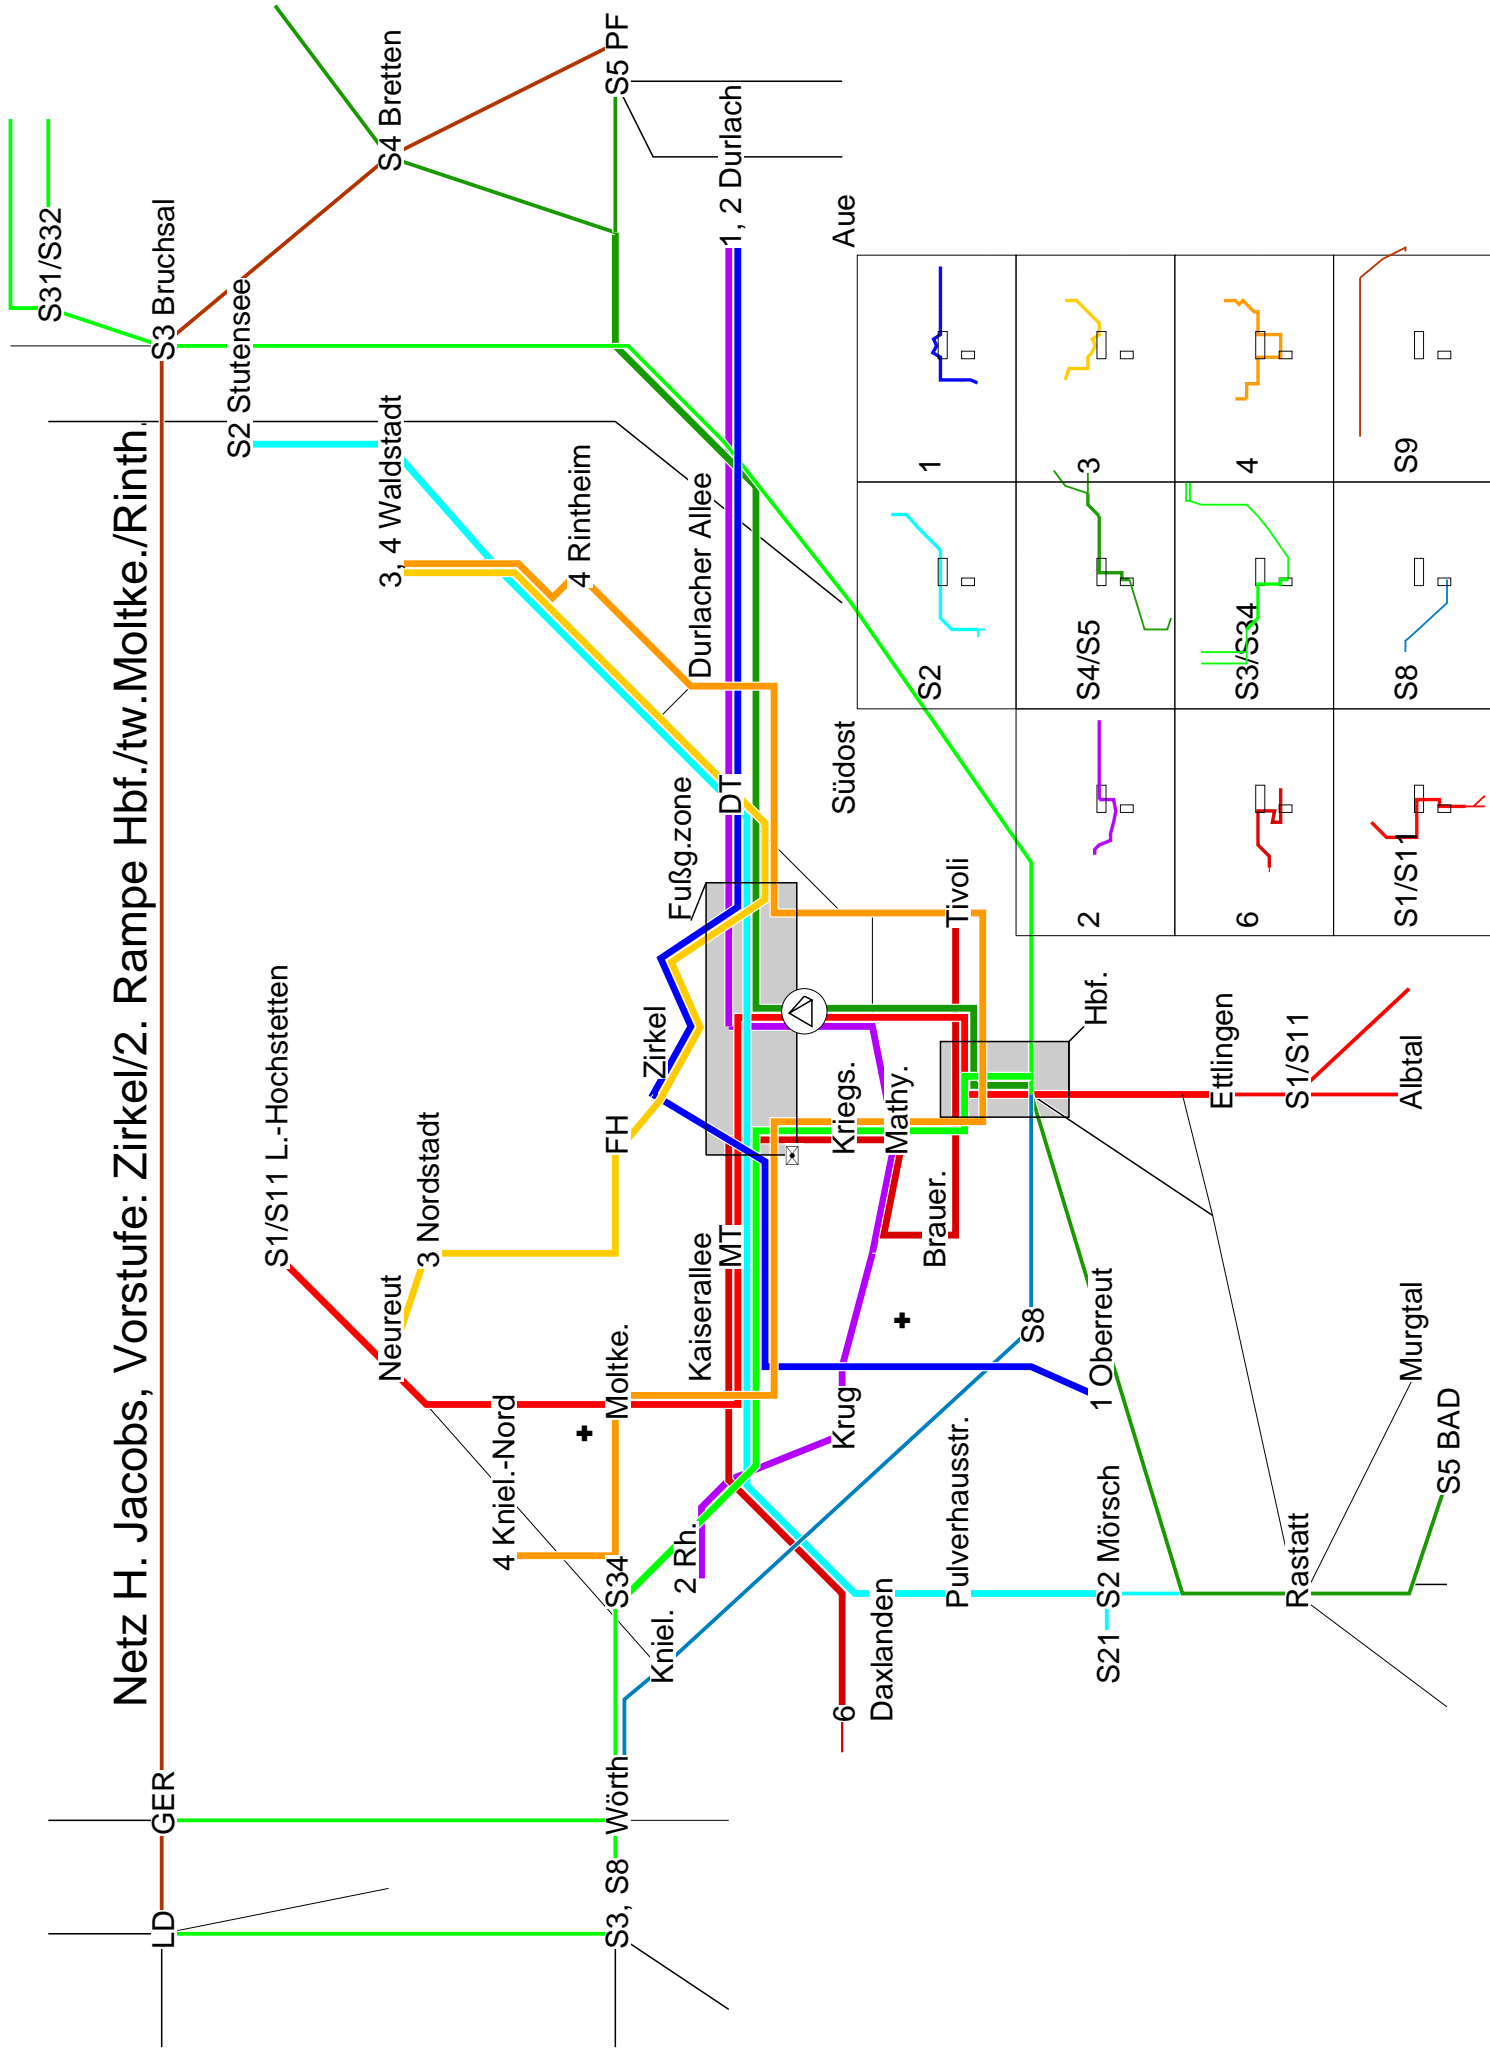 Netz H. Jacobs, Vorstufe: Zirkel/2. Rampe Hbf./tw.Moltke./Rinth.
LD
GER
S3 Bruchsal
S31/S32
S2 Stutensee
S1/S11 L.-Hochstetten
Neureut
3 Nordstadt
3, 4 Waldstadt
S4 Bretten
4 Kniel.-Nord
4 Rintheim
S3, S8
Wörth
S34
Moltke.
FH
S5 PF
Kniel.
Zirkel
2 Rh.
Fußg.zone
Kaiserallee
Durlacher Allee
MT
DT
1, 2 Durlach
6
Krug
Kriegs.
Südost
Aue
Daxlanden
Mathy.
Brauer.
Pulverhausstr.
Tivoli
S8
Hbf.
1 Oberreut
S21
S2 Mörsch
Ettlingen
Rastatt
S1/S11
Murgtal
Albtal
S5 BAD
S2
1
2
S4/S5
3
6
S3/S34
4
S1/S11
S8
S9